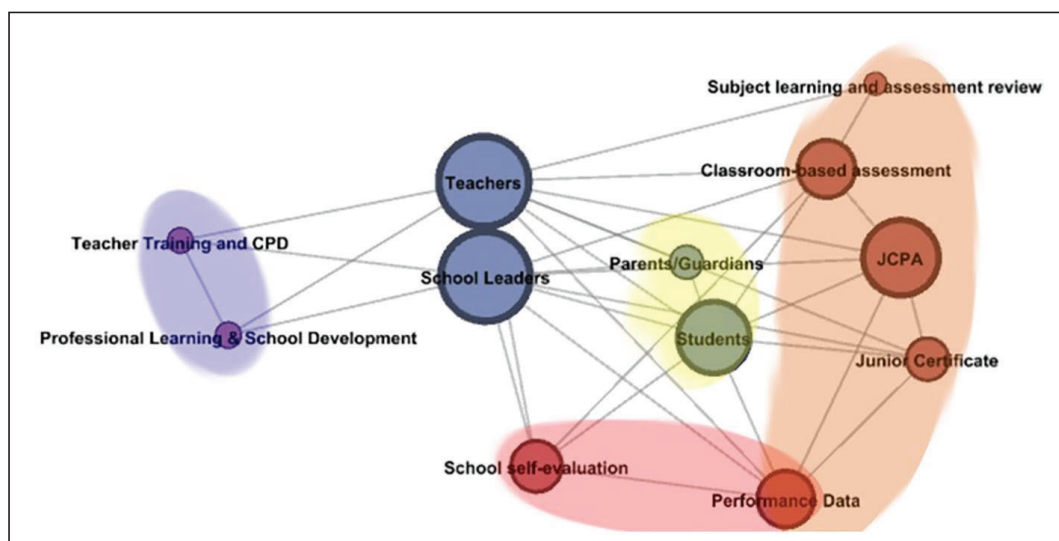 Subject learning and assessment review
Classroom-based assessment
Teachers
Teacher Training and CPD
Parents/Guardians
JCPA
School Leaders
Professional Learning & School Development
Students
Junior Certificate
School self-evaluation
Performance Data